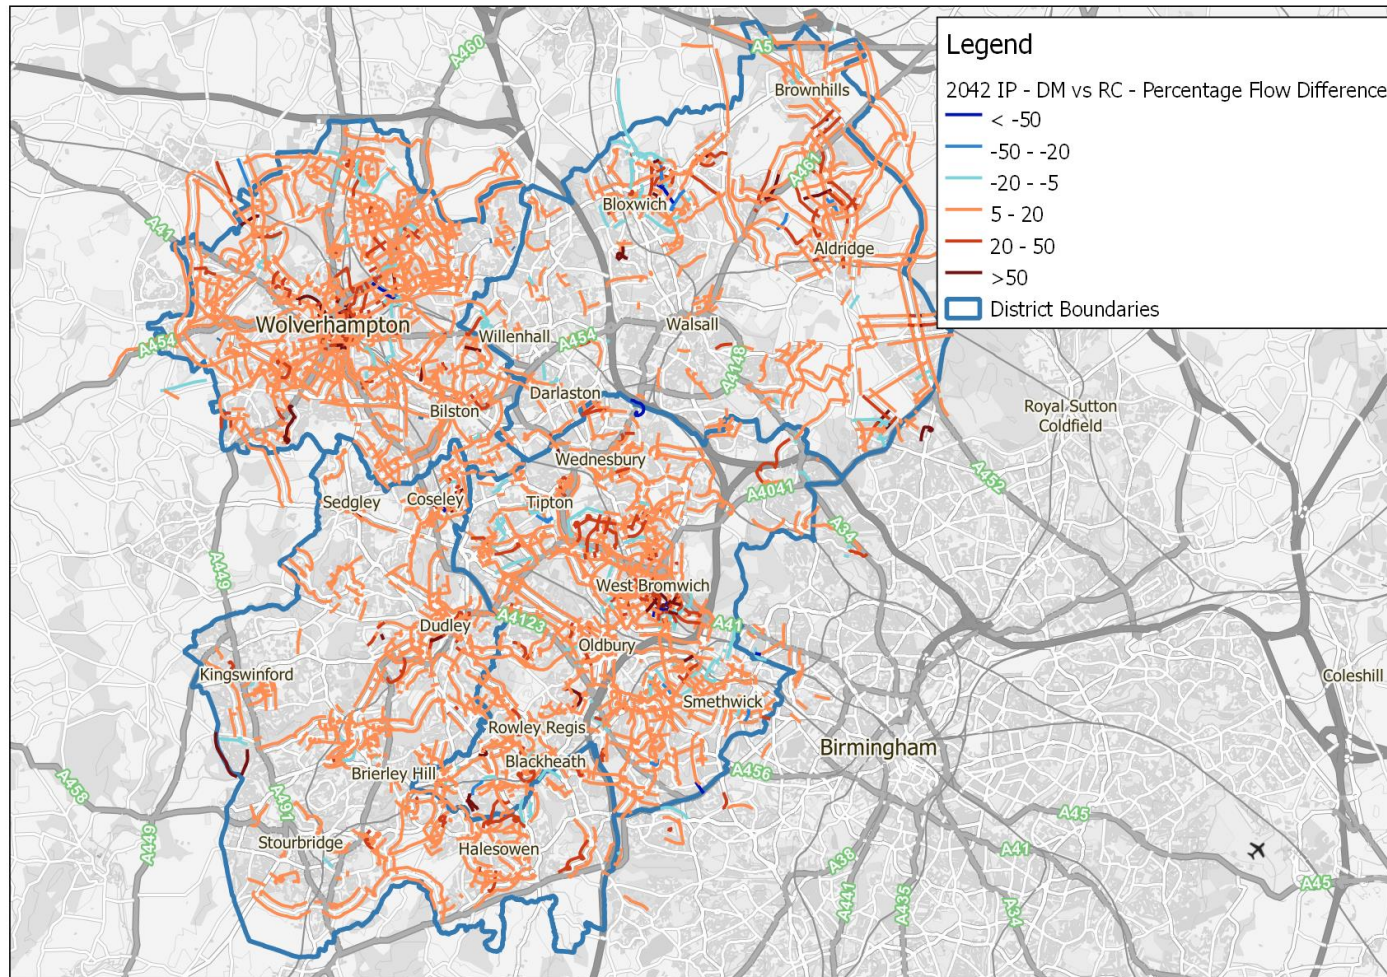 Legend
2042 IP - DM vs RC - Percentage Flow Difference
< -50
-50 - -20
-20 - -5
5 - 20
20 - 50
>50
District Boundaries
A460
A5
Brownhills
A461
Bloxwich
A41
Aldridge
Wolverhampton
Willenhall
A454
Walsall
A454
A4148
Darlaston
Bilston
Royal Sutton
Coldfield
Wednesbury
A452
Sedgley
Coseley
Tipton
A4041
A34
A449
West Bromwich
Dudley
A4123
A41
Oldbury
Kingswinford
Coleshill
Smethwick
Rowley Regis
Birmingham
Blackheath
Brierley Hill
A456
A458
A491
A45
A449
Stourbridge
Halesowen
A38
A41
A441
A435
A34
A45